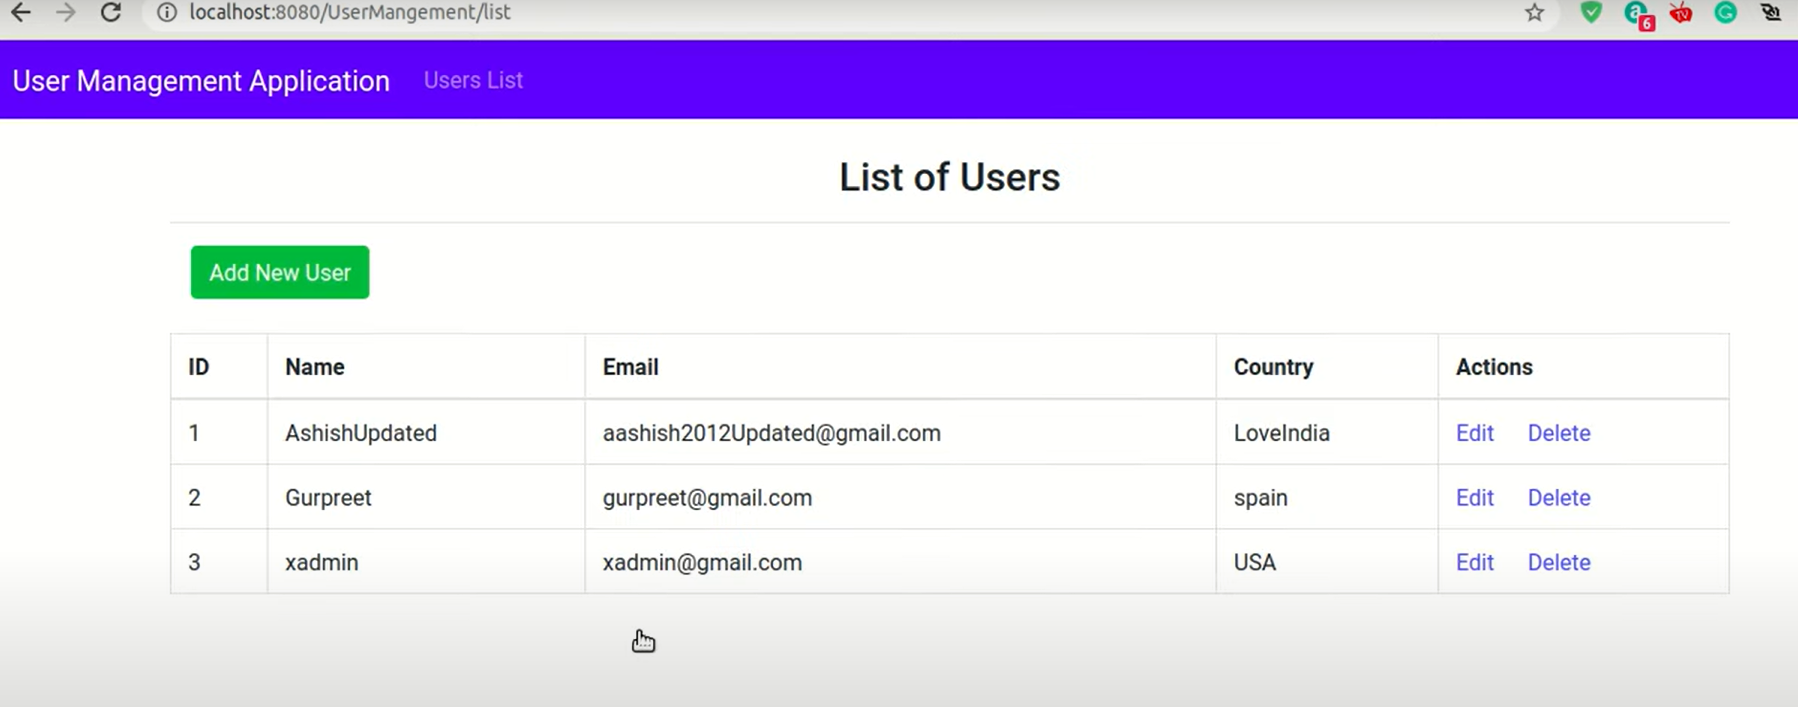 localhost:8080/UserMangement/list
6
User Management Application Users List
List of Users
Add New User
ID Name Email Country Actions
1 AshishUpdated aashish2012Updated@gmail.com LoveIndia Edit Delete
2 Gurpreet gurpreet@gmail.com spain Edit Delete
3 xadmin xadmin@gmail.com USA Edit Delete